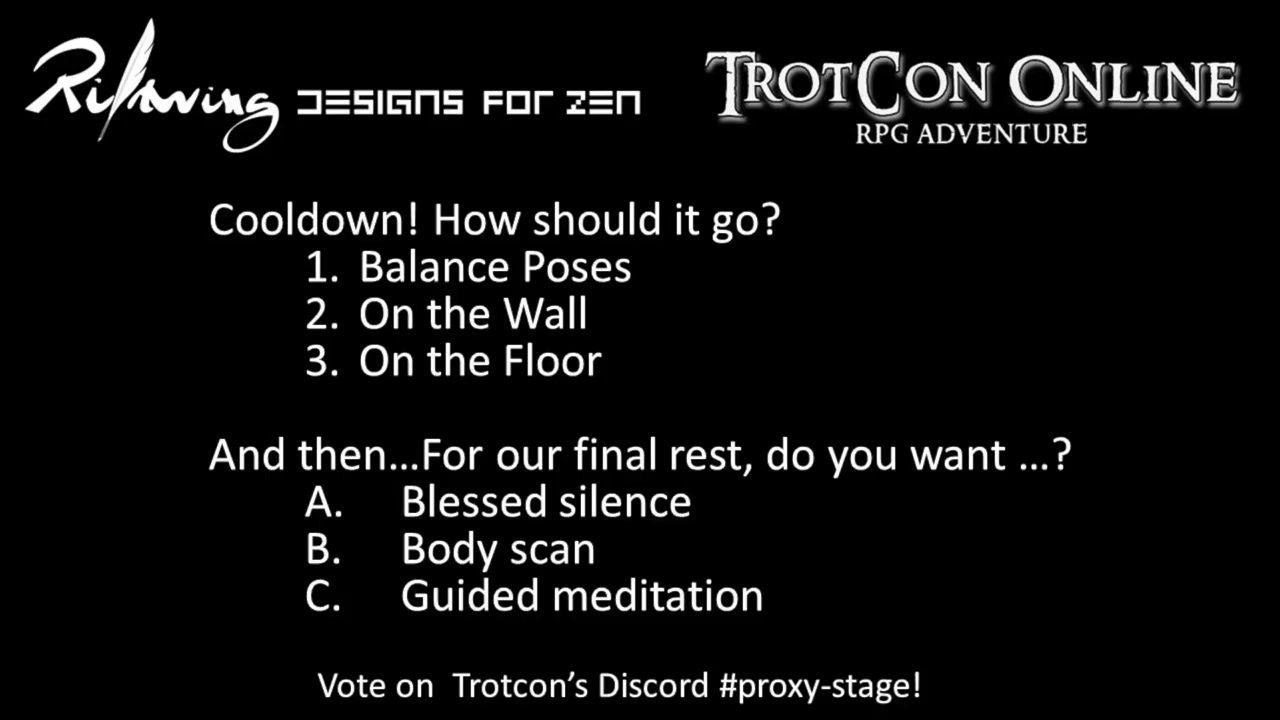 Rilawing DESIGNS FOR ZEN
TROTCON ONLINE
RPG ADVENTURE
Cooldown! How should it go?
1. Balance Poses
2. On the Wall
3. On the Floor
And then...For our final rest, do you want ...?
A. Blessed silence
B. Body scan
C. Guided meditation
Vote on Trotcon's Discord #proxy-stage!